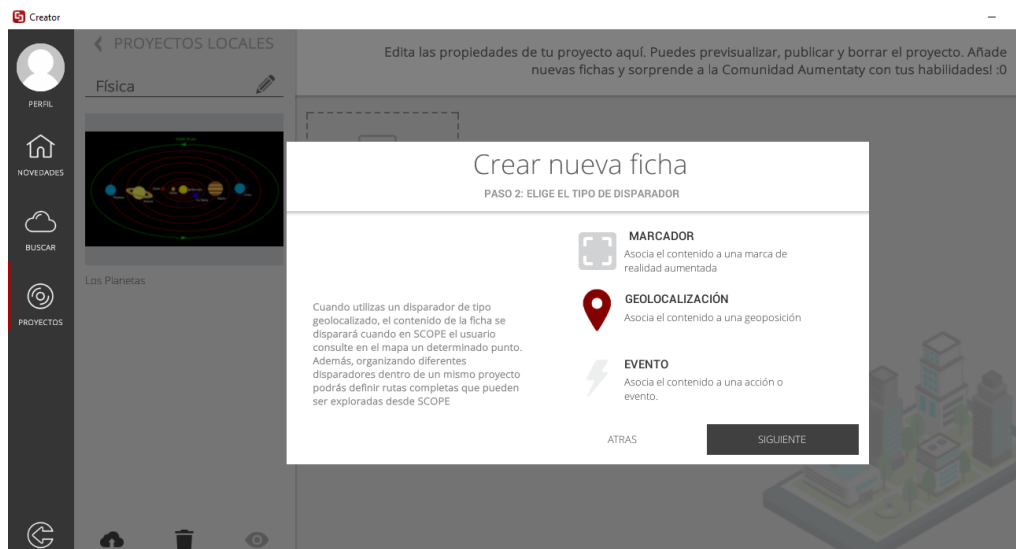 Creator
PERFIL
NOVEDADES
BUSCAR
PROYECTOS
PROYECTOS LOCALES
Física
Los Planetas
Edita las propiedades de tu proyecto aquí. Puedes previsualizar, publicar y borrar el proyecto. Añade
nuevas fichas y sorprende a la Comunidad Aumentaty con tus habilidades! :0
Crear nueva ficha
PASO 2: ELIGE EL TIPO DE DISPARADOR
Cuando utilizas un disparador de tipo
geolocalizado, el contenido de la ficha se
disparará cuando en SCOPE el usuario
consulte en el mapa un determinado punto.
Además, organizando diferentes
disparadores dentro de un mismo proyecto
podrás definir rutas completas que pueden
ser exploradas desde SCOPE
MARCADOR
Asocia el contenido a una marca de
realidad aumentada
GEOLOCALIZACIÓN
Asocia el contenido a una geoposición
EVENTO
Asocia el contenido a una acción o
evento.
ATRAS
SIGUIENTE